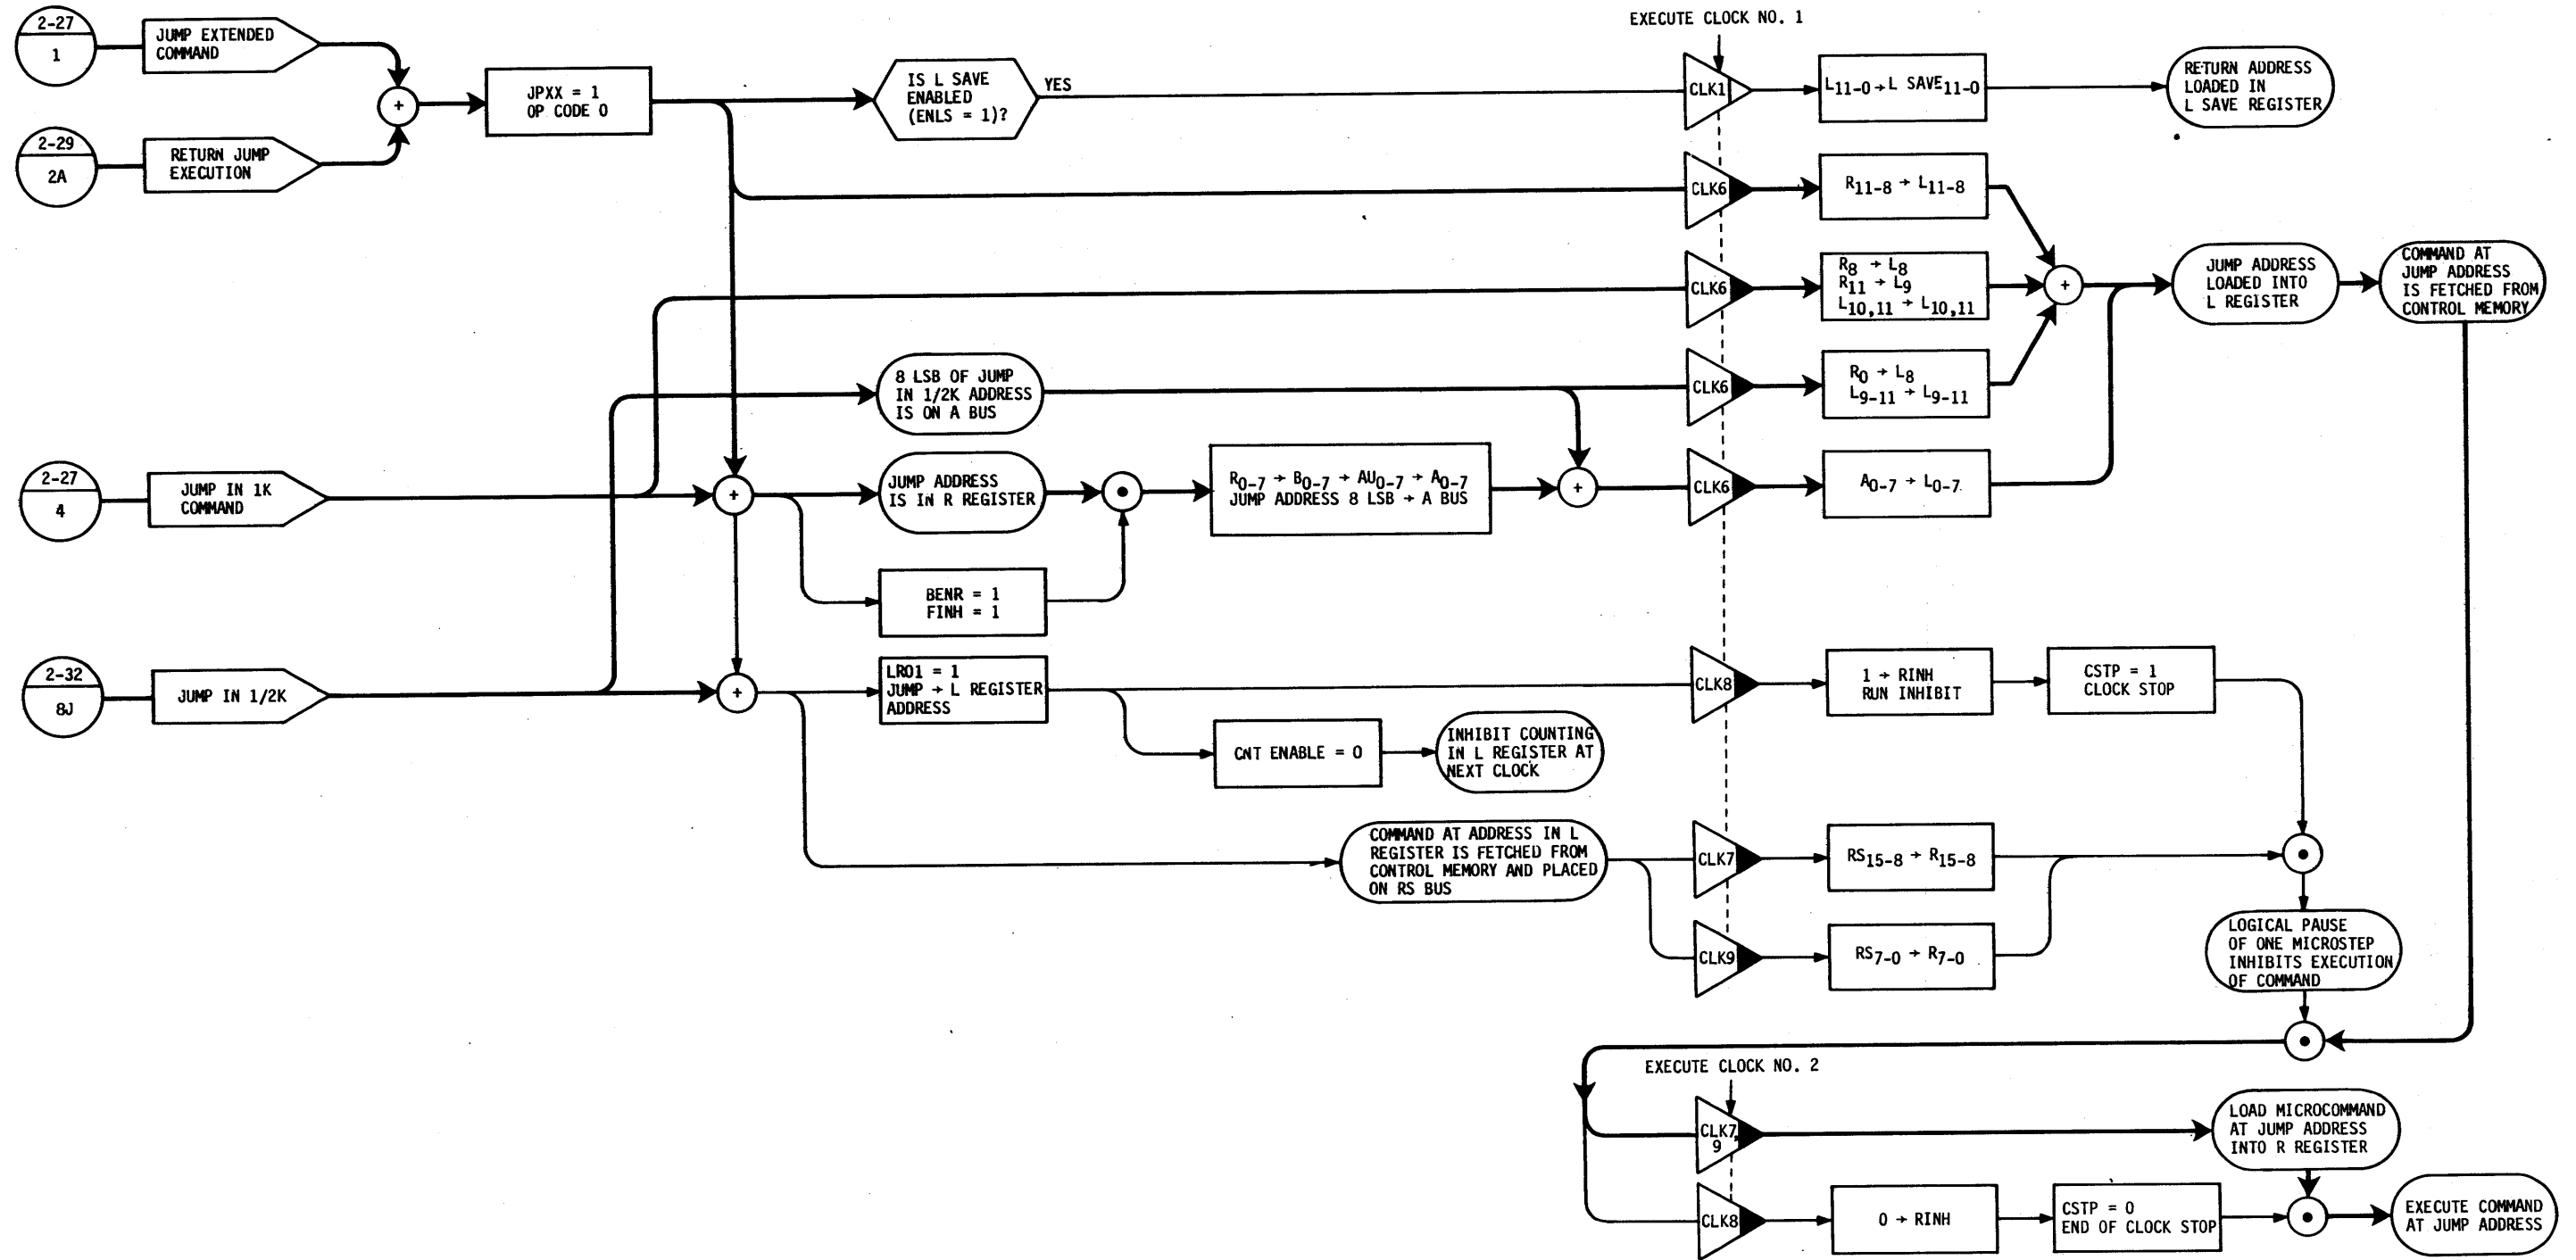 2-27
1
JUMP EXTENDED
COMMAND
2-29
2A
RETURN JUMP
EXECUTION
+
JPXX = 1
OP CODE 0
IS L SAVE
ENABLED
(ENLS = 1)?
YES
EXECUTE CLOCK NO. 1
CLK1
L11-0→L SAVE11-0
RETURN ADDRESS
LOADED IN
L SAVE REGISTER
CLK6
R11-8 → L11-8
CLK6
R8 → L8
R11 → L9
L10,11 → L10,11
+
JUMP ADDRESS
LOADED INTO
L REGISTER
COMMAND AT
JUMP ADDRESS
IS FETCHED FROM
CONTROL MEMORY
8 LSB OF JUMP
IN 1/2K ADDRESS
IS ON A BUS
CLK6
R0 → L8
L9-11 → L9-11
2-27
4
JUMP IN 1K
COMMAND
+
JUMP ADDRESS
IS IN R REGISTER
R0-7 → B0-7 → AU0-7 → A0-7
JUMP ADDRESS 8 LSB → A BUS
+
CLK6
A0-7 → L0-7
BENR = 1
FINH = 1
2-32
8J
JUMP IN 1/2K
+
LR01 = 1
JUMP → L REGISTER
ADDRESS
CLK8
1 → RINH
RUN INHIBIT
CSTP = 1
CLOCK STOP
CNT ENABLE = 0
INHIBIT COUNTING
IN L REGISTER AT
NEXT CLOCK
COMMAND AT ADDRESS IN L
REGISTER IS FETCHED FROM
CONTROL MEMORY AND PLACED
ON RS BUS
CLK7
RS15-8 → R15-8
CLK9
RS7-0 → R7-0
LOGICAL PAUSE
OF ONE MICROSTEP
INHIBITS EXECUTION
OF COMMAND
EXECUTE CLOCK NO. 2
CLK7,
9
LOAD MICROCOMMAND
AT JUMP ADDRESS
INTO R REGISTER
CLK8
0 → RINH
CSTP = 0
END OF CLOCK STOP
EXECUTE COMMAND
AT JUMP ADDRESS